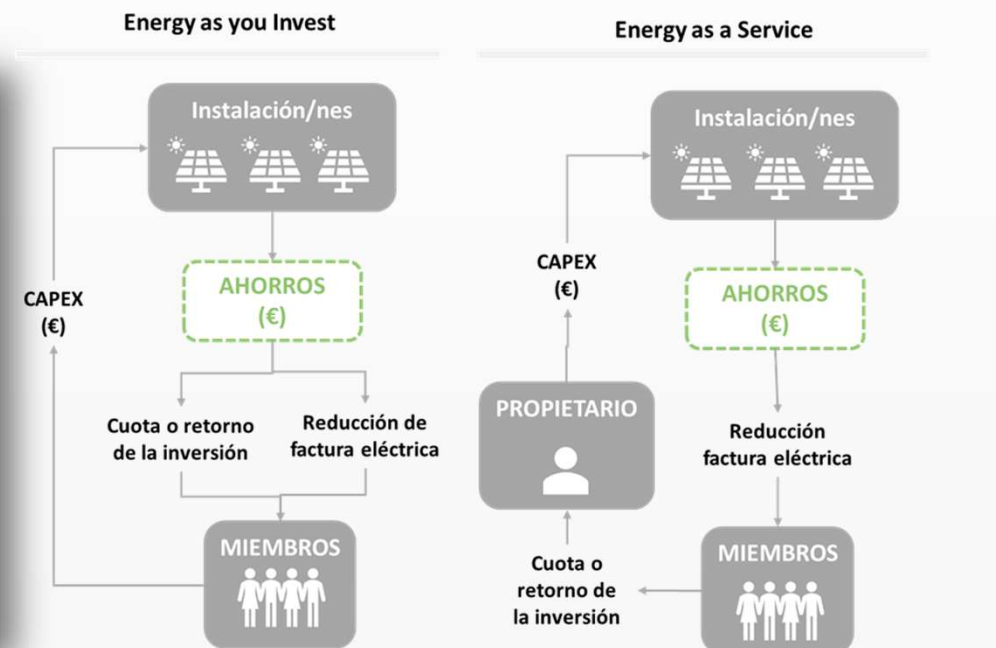 Energy as you Invest
Instalación/nes
AHORROS
(€)
CAPEX
(€)
Cuota o retorno
de la inversión
Reducción de
factura eléctrica
MIEMBROS
Energy as a Service
Instalación/nes
CAPEX
(€)
AHORROS
(€)
PROPIETARIO
Reducción
factura eléctrica
Cuota o
retorno de
la inversión
MIEMBROS